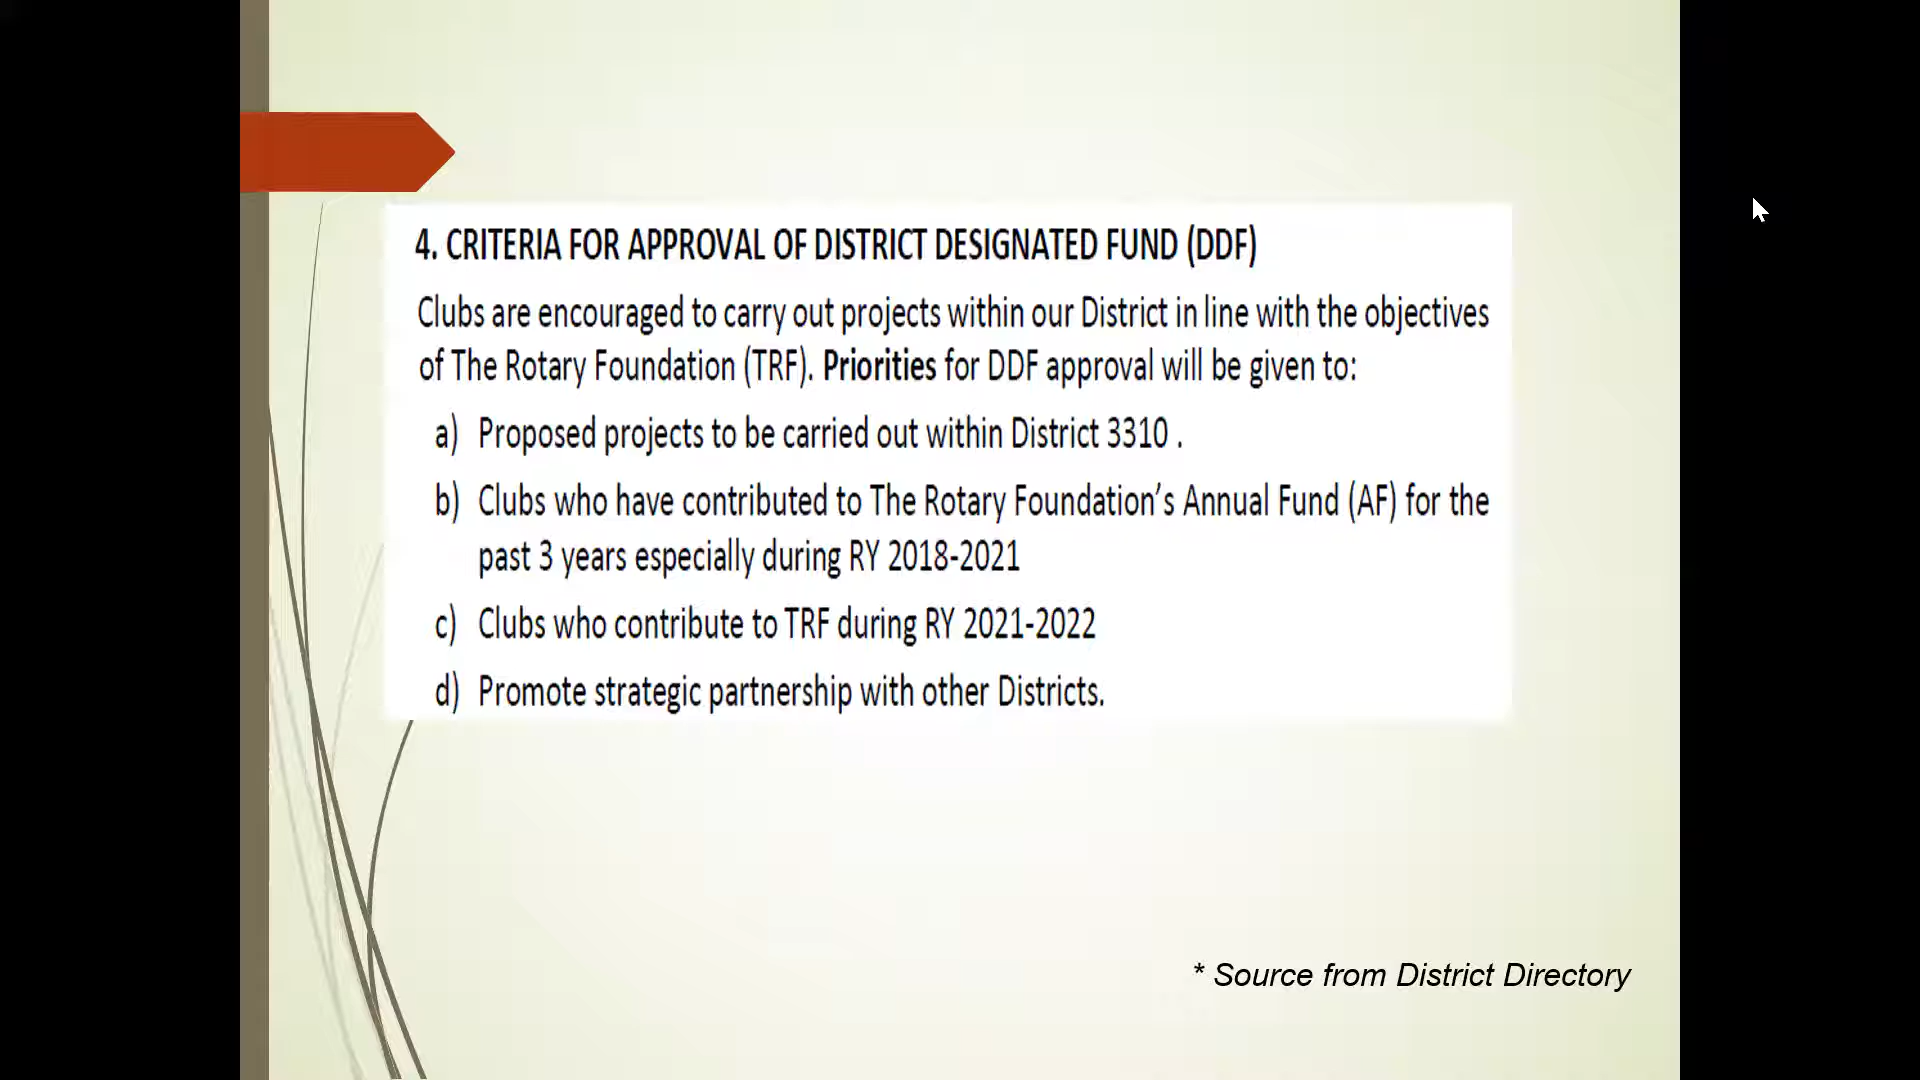 4. CRITERIA FOR APPROVAL OF DISTRICT DESIGNATED FUND (DDF)
Clubs are encouraged to carry out projects within our District in line with the objectives
of The Rotary Foundation (TRF). Priorities for DDF approval will be given to:
a) Proposed projects to be carried out within District 3310 .
b) Clubs who have contributed to The Rotary Foundation's Annual Fund (AF) for the
past 3 years especially during RY 2018-2021
c) Clubs who contribute to TRF during RY 2021-2022
d) Promote strategic partnership with other Districts.
* Source from District Directory